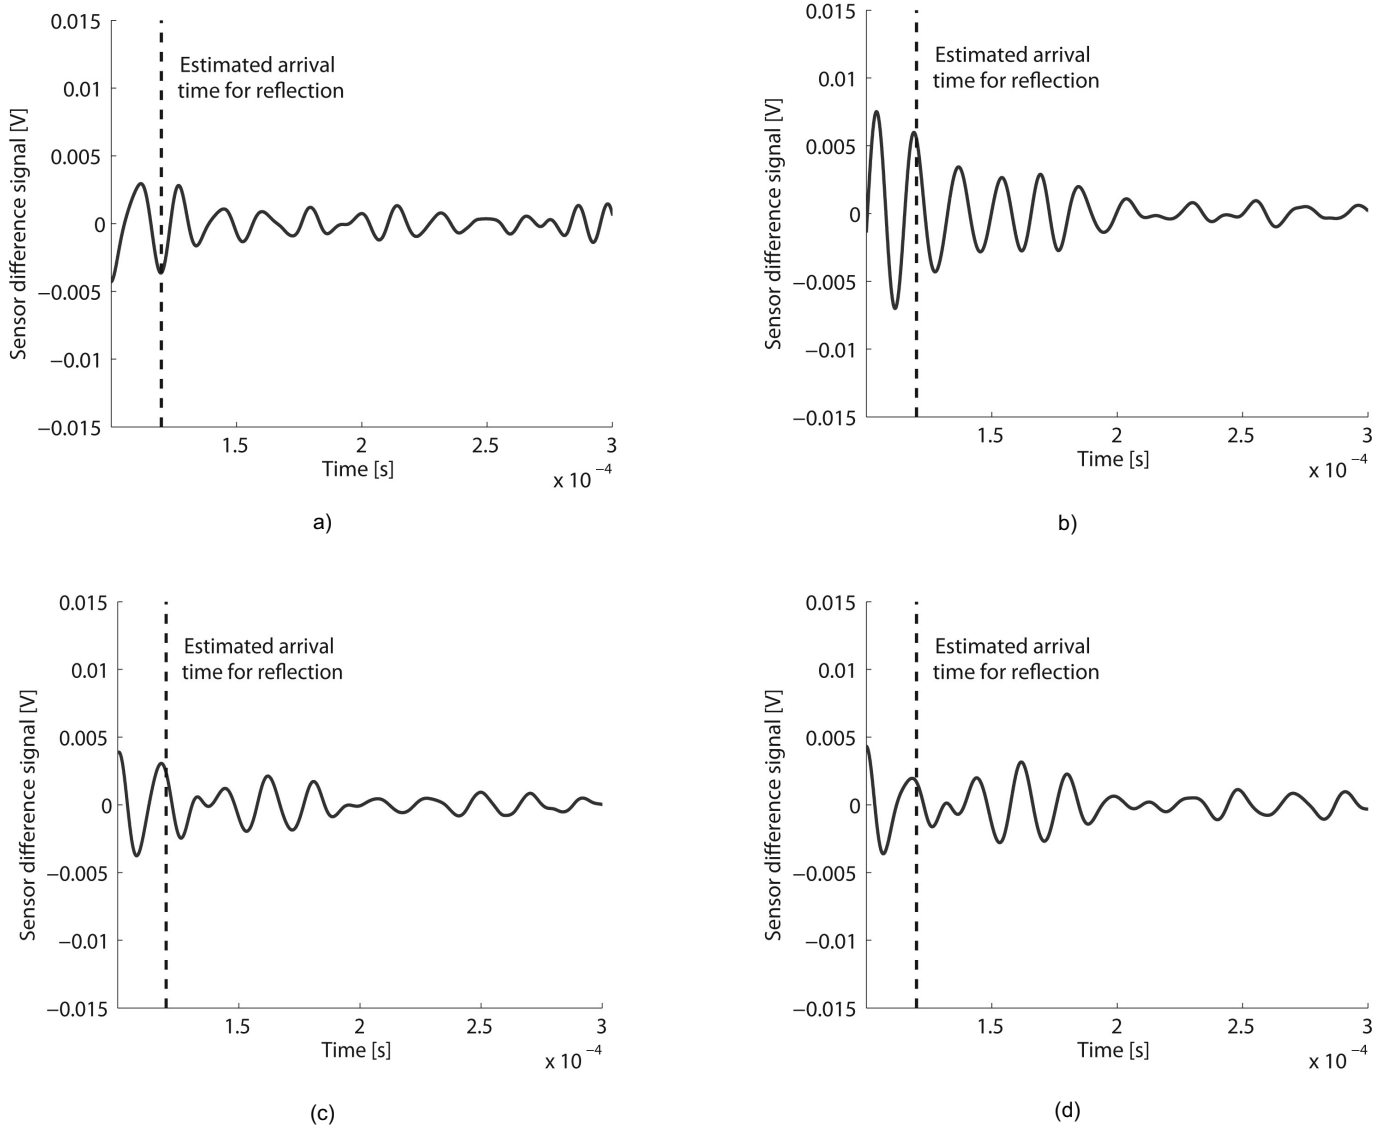 0.015
0.01
0.005
0
−0.005
−0.01
−0.015
Sensor difference signal [V]
Estimated arrival
time for reflection
1.5
2
2.5
3
Time [s]
x 10 −4
a)
0.015
0.01
0.005
0
−0.005
−0.01
−0.015
Sensor difference signal [V]
Estimated arrival
time for reflection
1.5
2
2.5
3
Time [s]
x 10 −4
b)
0.015
0.01
0.005
0
−0.005
−0.01
−0.015
Sensor difference signal [V]
Estimated arrival
time for reflection
1.5
2
2.5
3
Time [s]
x 10 −4
(c)
0.015
0.01
0.005
0
−0.005
−0.01
−0.015
Sensor difference signal [V]
Estimated arrival
time for reflection
1.5
2
2.5
3
Time [s]
x 10 −4
(d)